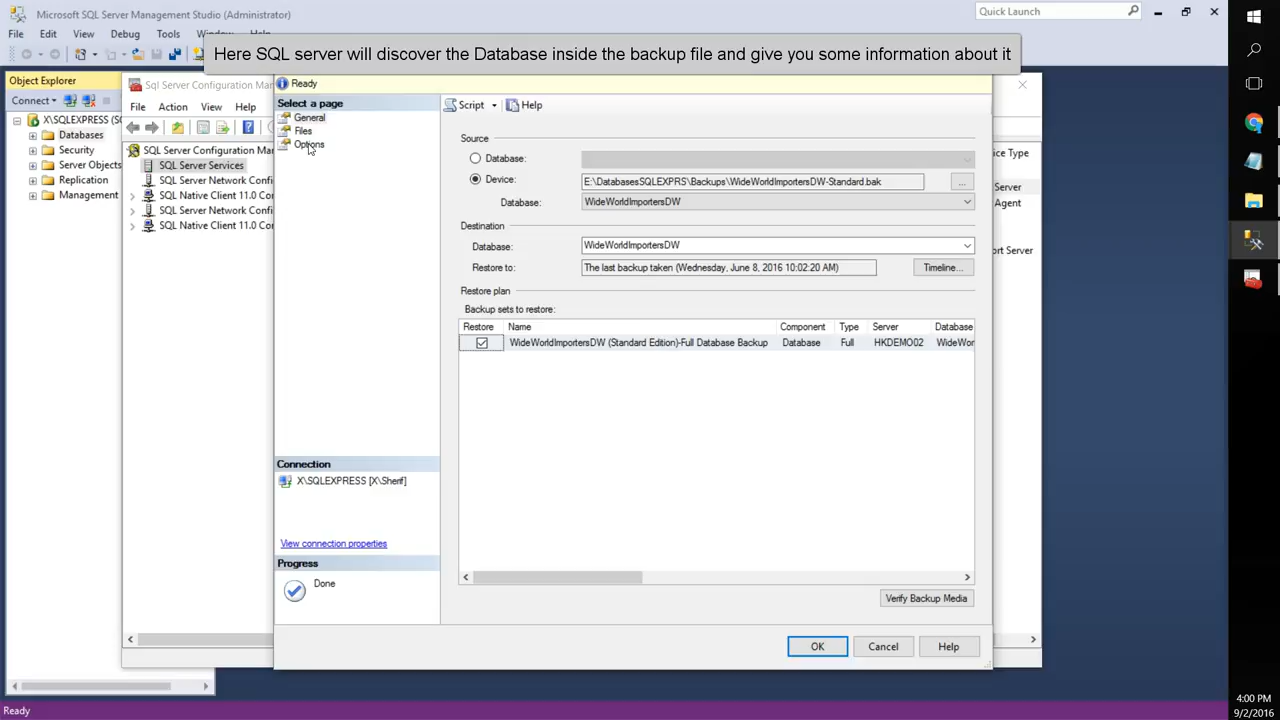 Microsoft SQL Server Management Studio (Administrator)
Quick Launch
File Edit View Debug Tools
Here SQL server will discover the Database inside the backup file and give you some information about it
Object Explorer
Connect
X\SQLEXPRESS (SC
Databases
Security
Server Objects
Replication
Management
Sql Server Configuration Man
File Action View Help
SQL Server Configuration Man
SQL Server Services
SQL Server Network Confi
SQL Native Client 11.0 Cor
SQL Server Network Confi
SQL Native Client 11.0 Cor
Ready
Select a page
General
Files
Options
Connection
X\SQLEXPRESS [X\Sherif]
View connection properties
Progress
Done
Script Help
Source
Database:
Device: E:\DatabasesSQLEXPRS\Backups\WideWorldImportersDW-Standard.bak ...
Database: WideWorldImportersDW
Destination
Database: WideWorldImportersDW
Restore to: The last backup taken (Wednesday, June 8, 2016 10:02:20 AM) Timeline...
Restore plan
Backup sets to restore:
Restore Name Component Type Server Database
WideWorldImportersDW (Standard Edition)-Full Database Backup Database Full HKDEMO02 WideWor
Verify Backup Media
OK Cancel Help
ice Type
Server
Agent
ort Server
Ready
4:00 PM
9/2/2016